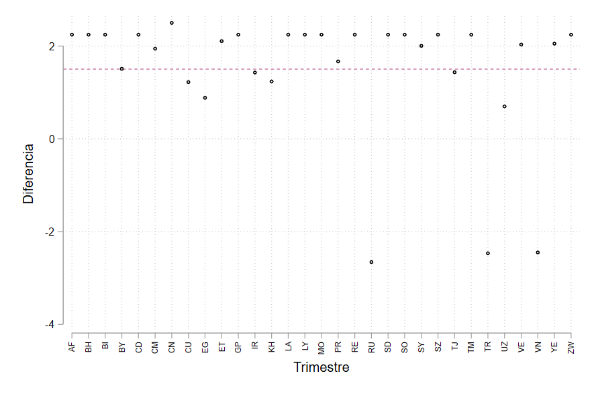 Diferencia
2
0
-2
-4
AF BH BI BY CD CM CN CU EG ET GP IR KH LA LY MO PR RE RU SD SO SY SZ TJ TM TR UZ VE VN YE ZW
Trimestre